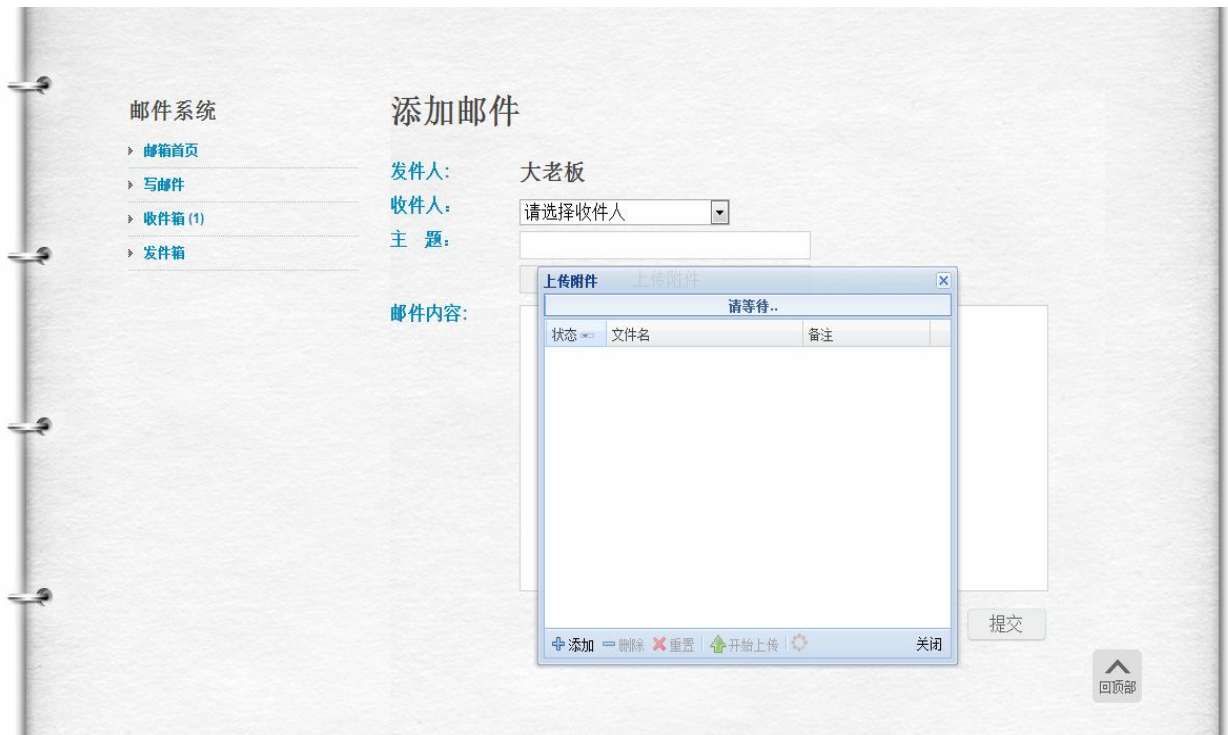 邮件系统
邮箱首页
写邮件
收件箱 (1)
发件箱
添加邮件
发件人: 大老板
收件人: 请选择收件人
主 题:
上传附件
邮件内容:
上传附件
请等待..
状态 文件名 备注
添加 删除 重置 开始上传 关闭
提交
回顶部